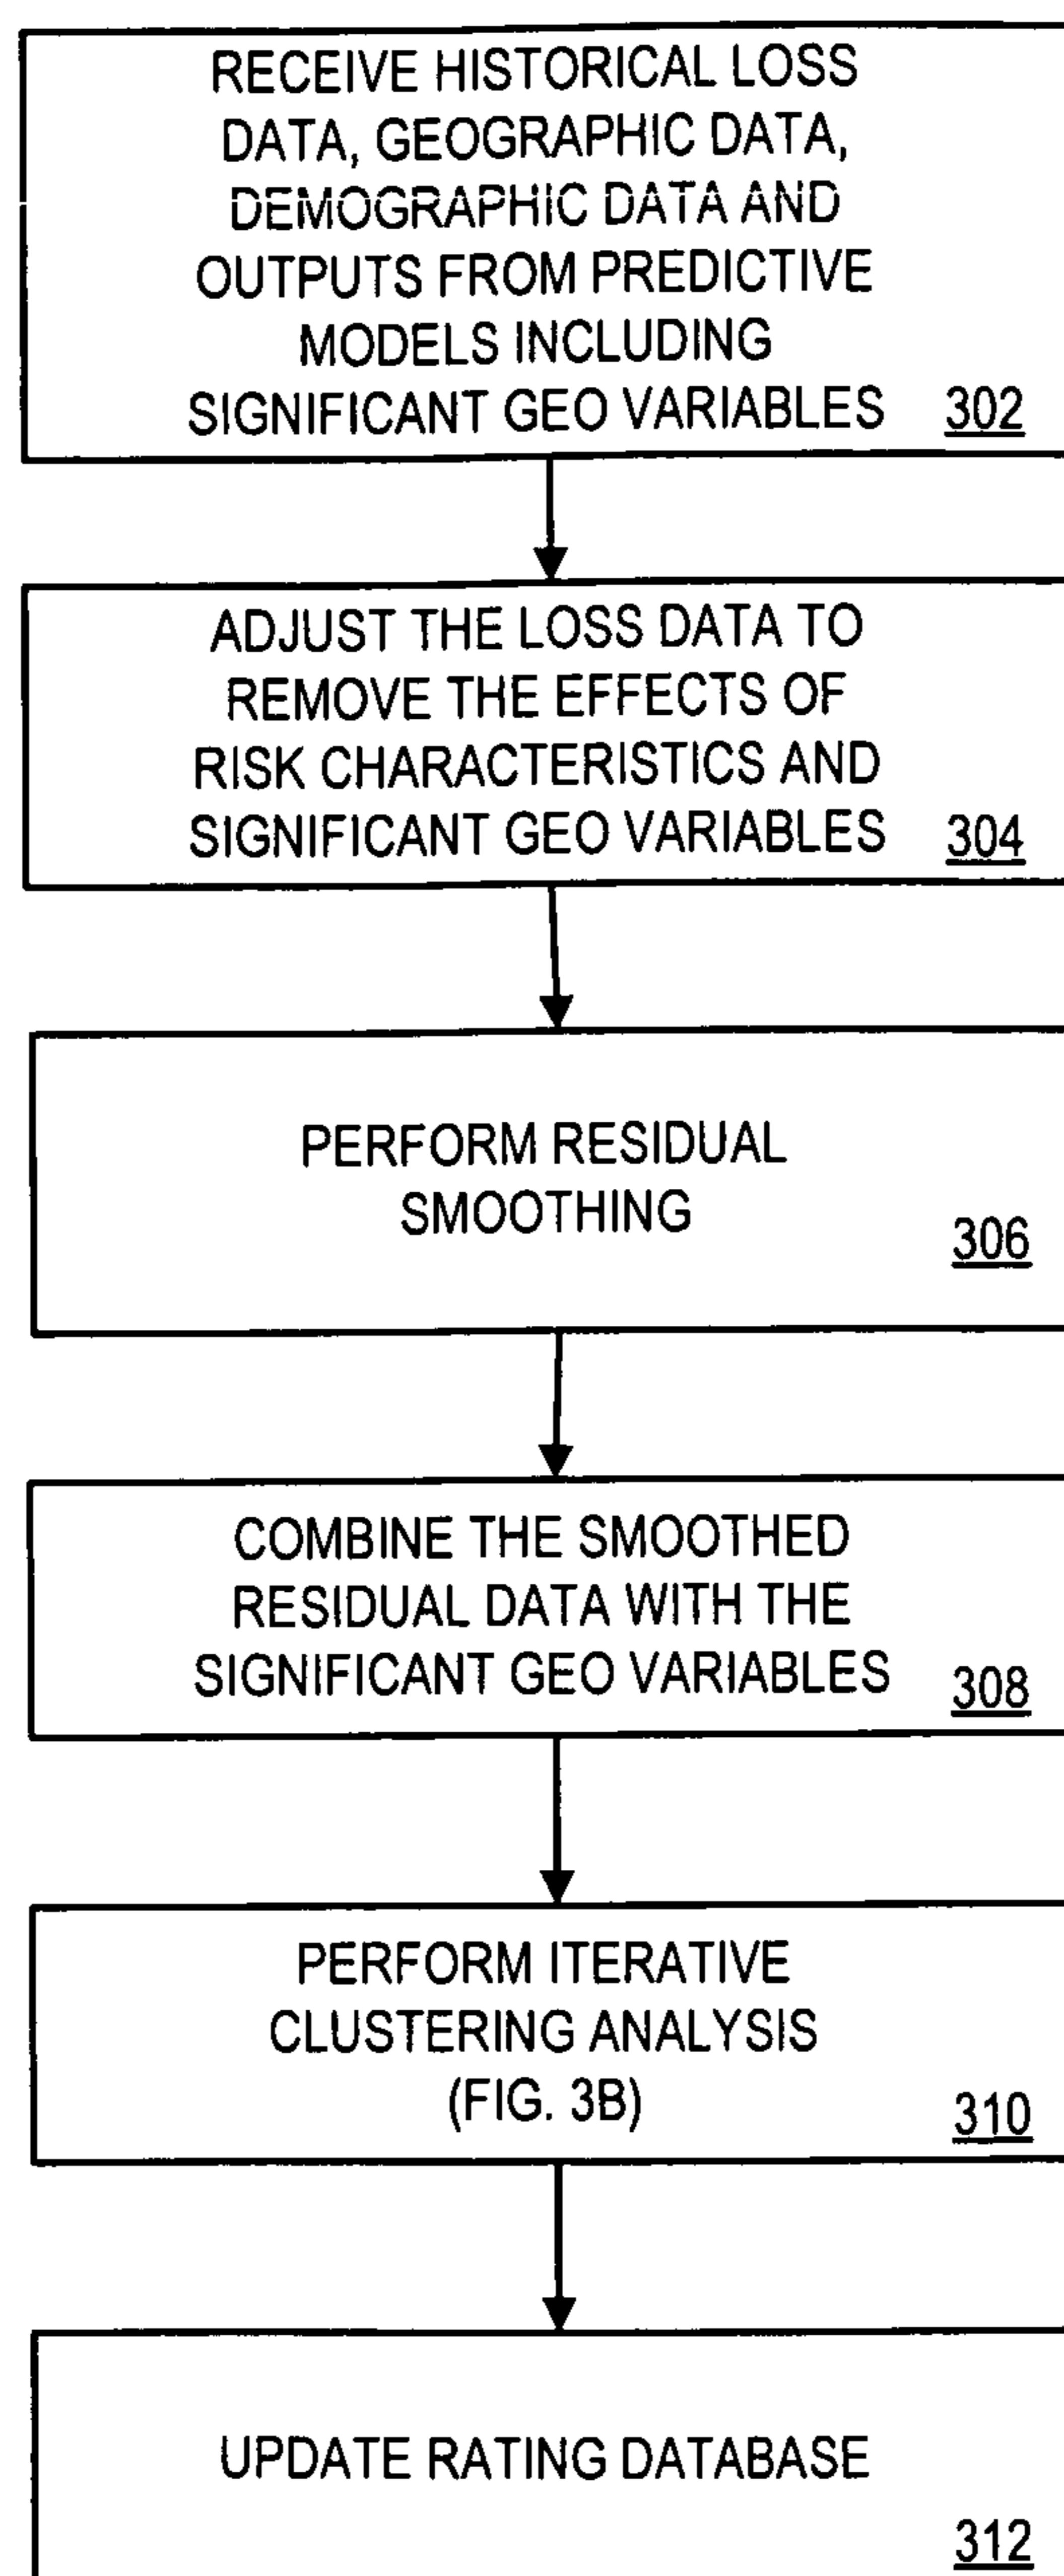 RECEIVE HISTORICAL LOSS
DATA, GEOGRAPHIC DATA,
DEMOGRAPHIC DATA AND
OUTPUTS FROM PREDICTIVE
MODELS INCLUDING
SIGNIFICANT GEO VARIABLES 302
ADJUST THE LOSS DATA TO
REMOVE THE EFFECTS OF
RISK CHARACTERISTICS AND
SIGNIFICANT GEO VARIABLES 304
PERFORM RESIDUAL
SMOOTHING
306
COMBINE THE SMOOTHED
RESIDUAL DATA WITH THE
SIGNIFICANT GEO VARIABLES 308
PERFORM ITERATIVE
CLUSTERING ANALYSIS
(FIG. 3B) 310
UPDATE RATING DATABASE
312